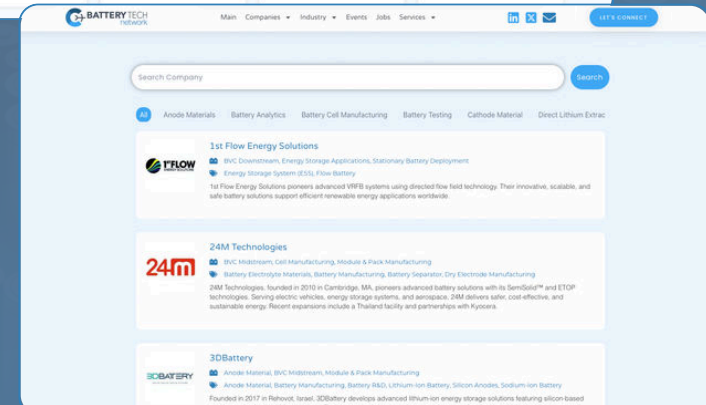 BATTERYTECH
network
Main Companies Industry Events Jobs Services
LET'S CONNECT
Search Company
Search
All Anode Materials Battery Analytics Battery Cell Manufacturing Battery Testing Cathode Material Direct Lithium Extrac
1st Flow Energy Solutions
1STFLOW
ENERGY SOLUTIONS
BVC Downstream, Energy Storage Applications, Stationary Battery Deployment
Energy Storage System (ESS), Flow Battery
1st Flow Energy Solutions pioneers advanced VRFB systems using directed flow field technology. Their innovative, scalable, and
safe battery solutions support efficient renewable energy applications worldwide.
24M Technologies
24m
BVC Midstream, Cell Manufacturing, Module & Pack Manufacturing
Battery Electrolyte Materials, Battery Manufacturing, Battery Separator, Dry Electrode Manufacturing
24M Technologies, founded in 2010 in Cambridge, MA, pioneers advanced battery solutions with its SemiSolid™ and ETOP
technologies. Serving electric vehicles, energy storage systems, and aerospace, 24M delivers safer, cost-effective, and
sustainable energy. Recent expansions include a Thailand facility and partnerships with Kyocera.
3DBattery
3DBATTERY
Anode Material, BVC Midstream, Module & Pack Manufacturing
Anode Material, Battery Manufacturing, Battery R&D, Lithium-Ion Battery, Silicon Anodes, Sodium-Ion Battery
Founded in 2017 in Rehovot, Israel, 3DBattery develops advanced lithium-ion energy storage solutions featuring silicon-based